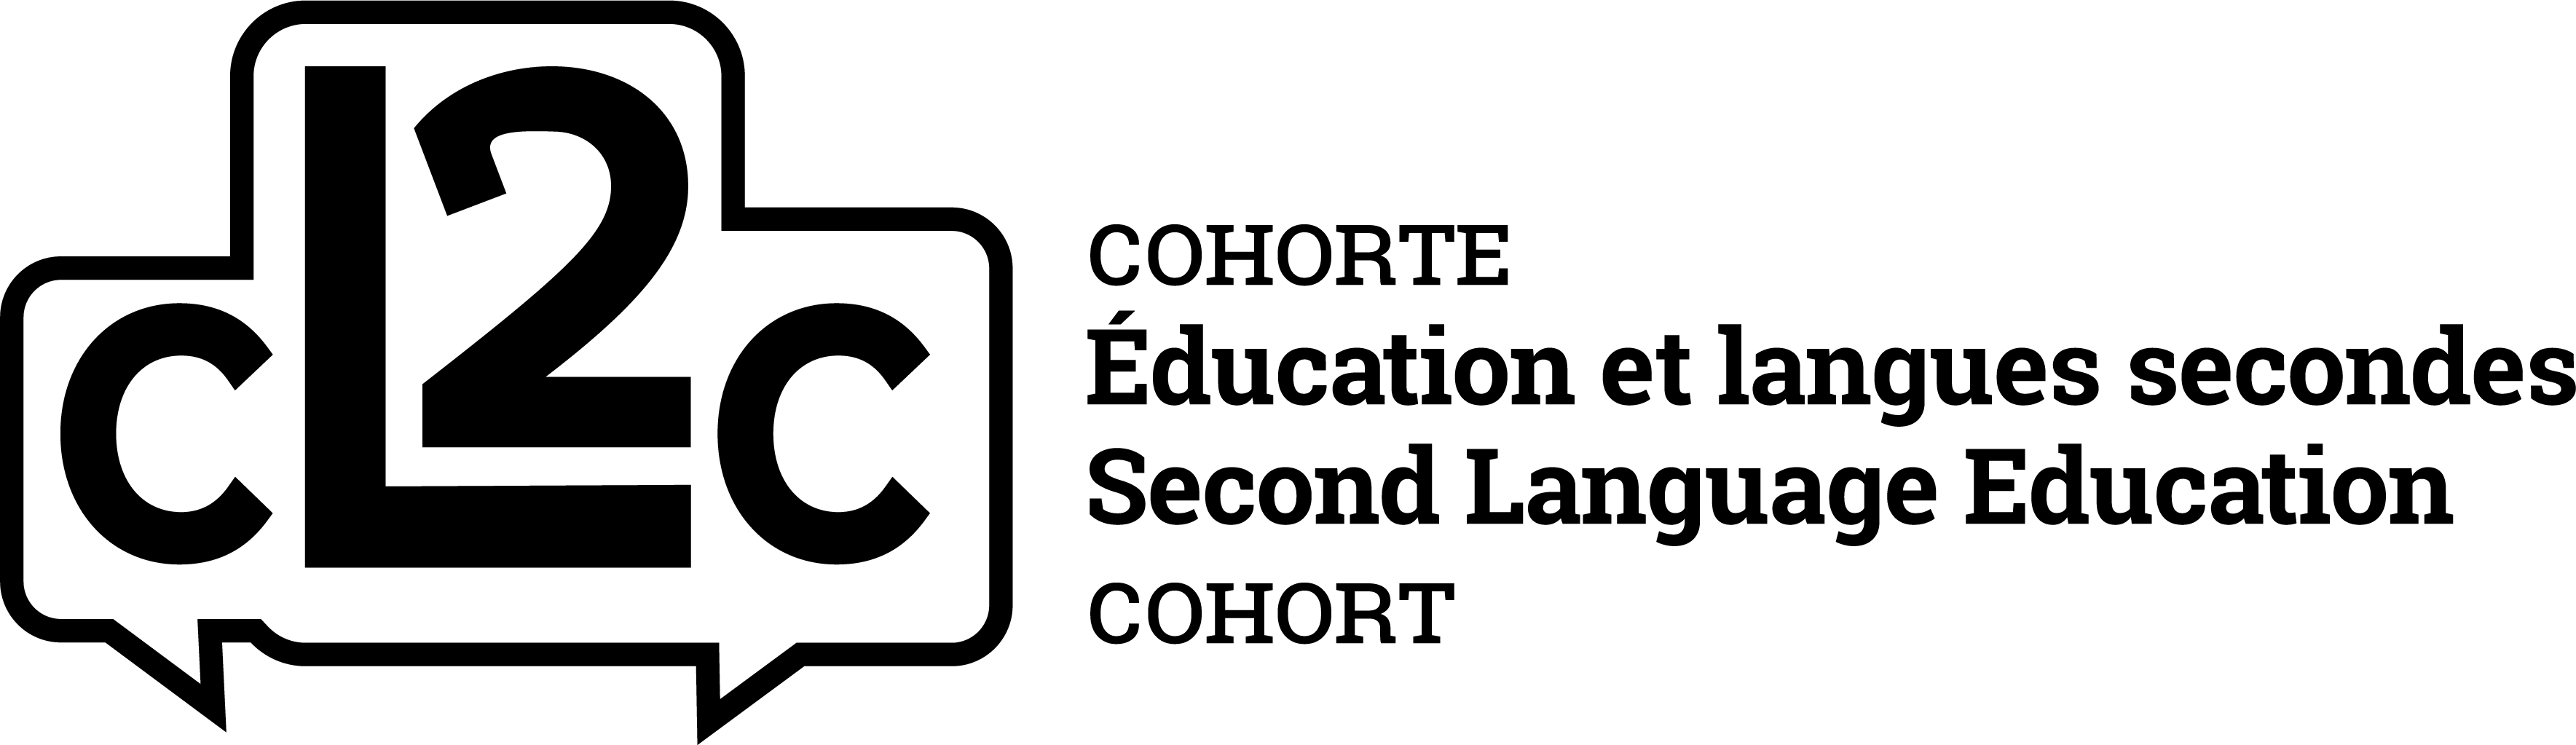 cL2c
COHORTE
Éducation et langues secondes
Second Language Education
COHORT